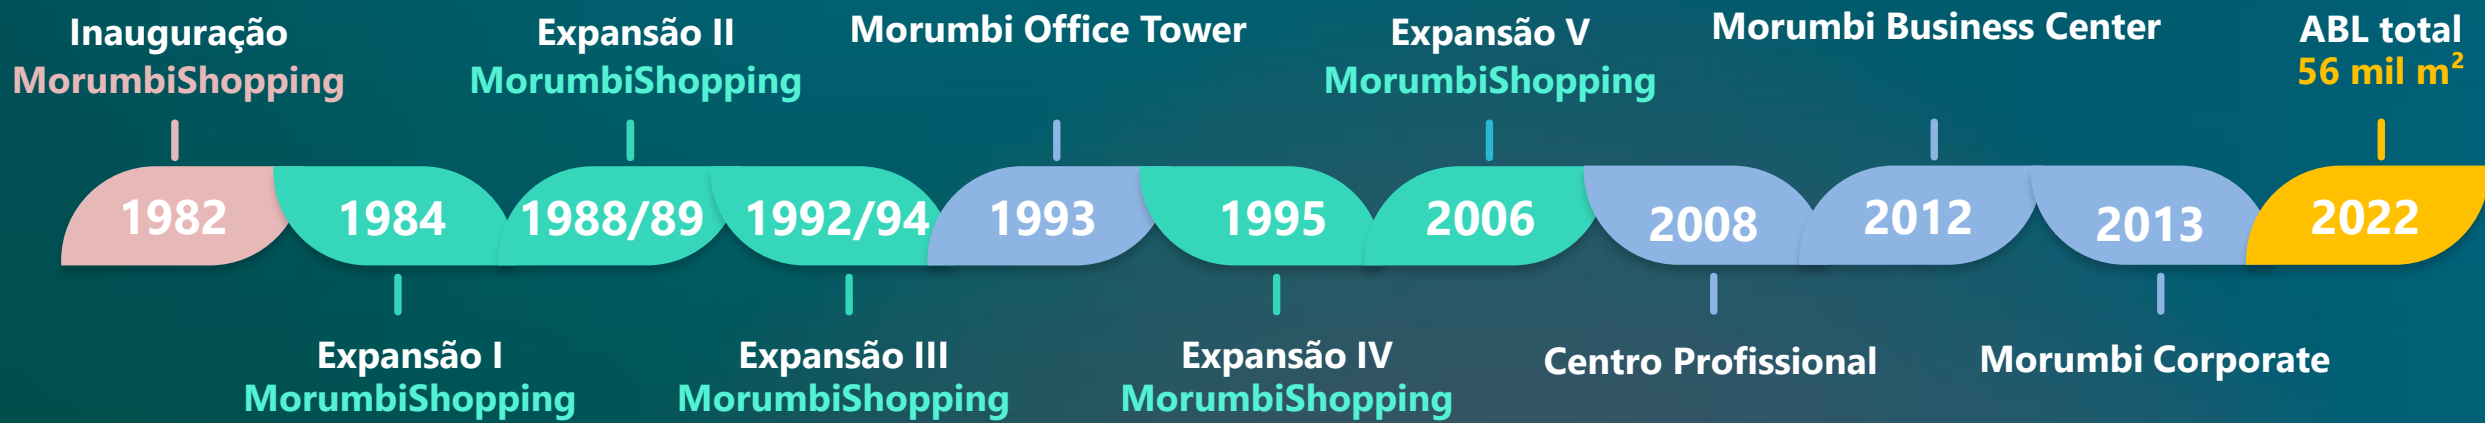 Inauguração
MorumbiShopping
Expansão II
MorumbiShopping
Morumbi Office Tower
Expansão V
MorumbiShopping
Morumbi Business Center
ABL total
56 mil m²
1982
1984
1988/89
1992/94
1993
1995
2006
2008
2012
2013
2022
Expansão I
MorumbiShopping
Expansão III
MorumbiShopping
Expansão IV
MorumbiShopping
Centro Profissional
Morumbi Corporate